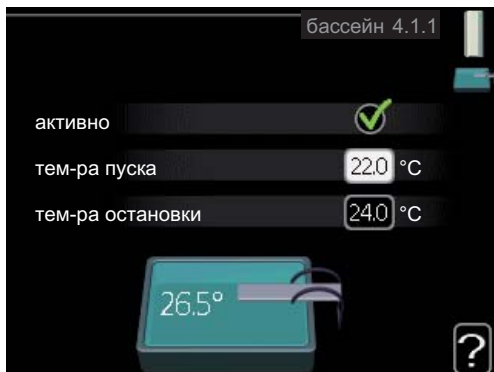 бассейн 4.1.1
активно
тем-ра пуска 22.0 °C
тем-ра остановки 24.0 °C
26.5°
?